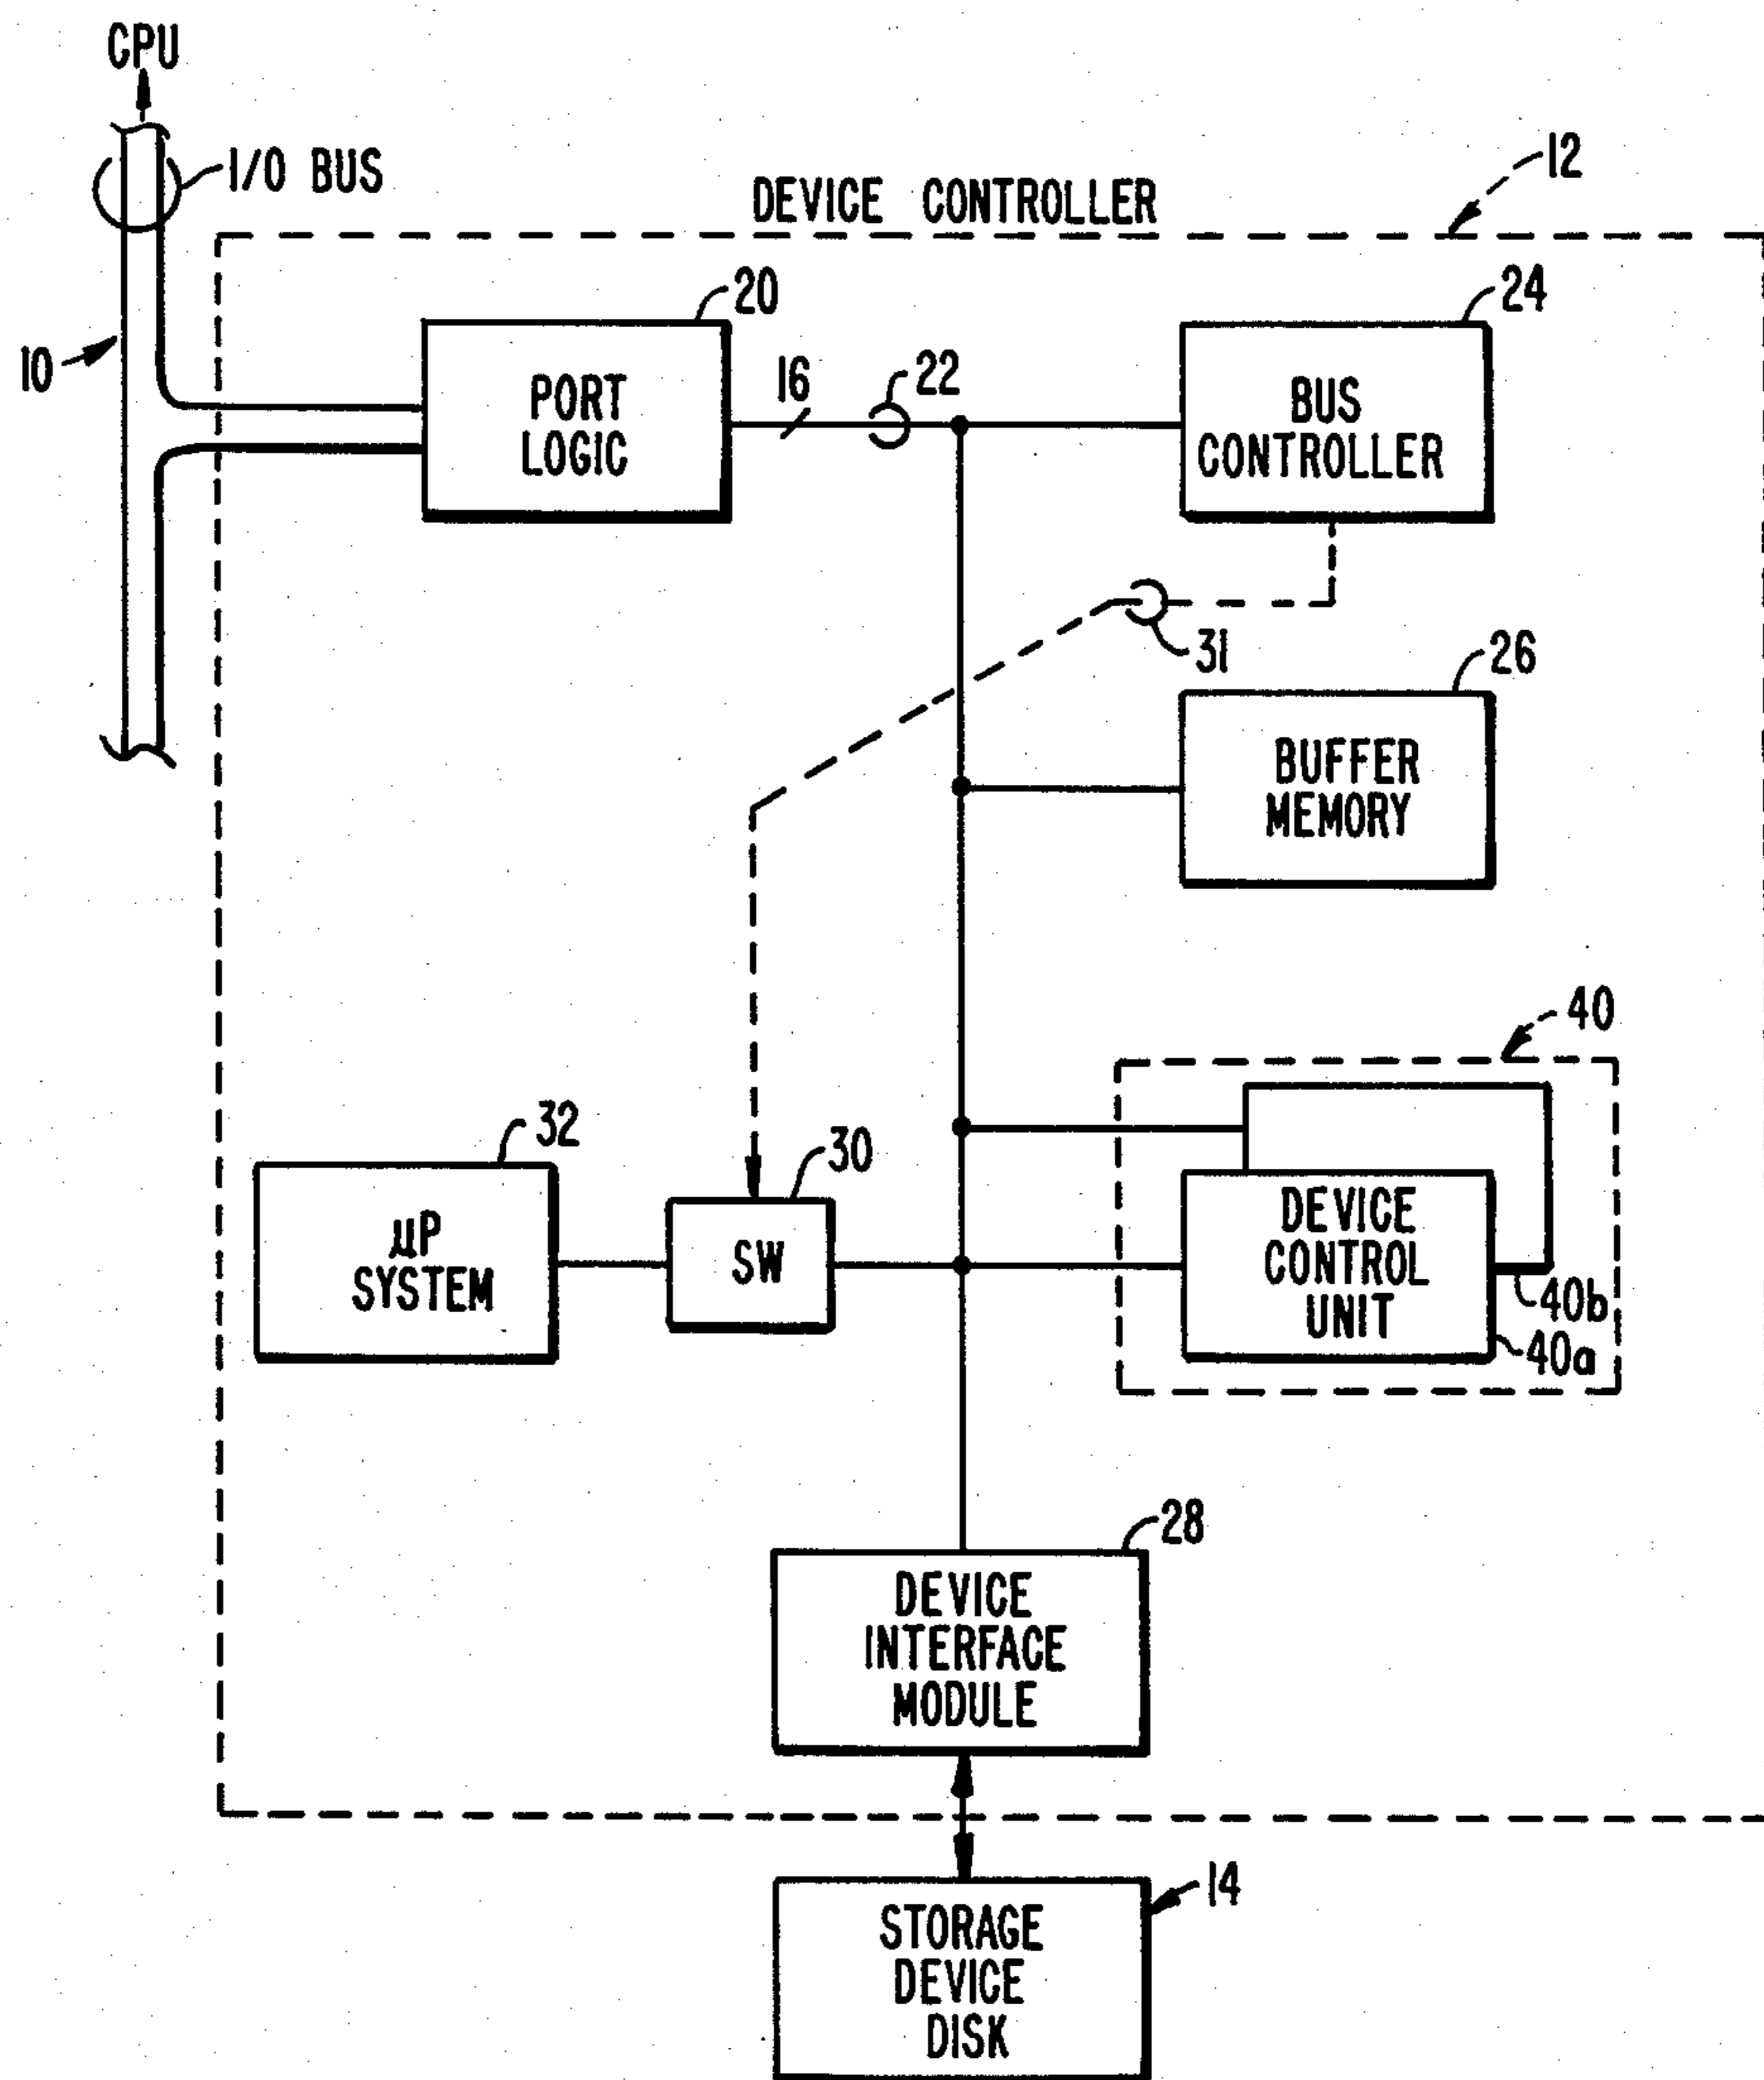 CPU
I/O BUS
12
DEVICE CONTROLLER
20
24
10
PORT
LOGIC
16
22
BUS
CONTROLLER
31
26
BUFFER
MEMORY
40
32
30
µP
SYSTEM
SW
DEVICE
CONTROL
UNIT
40b
40a
28
DEVICE
INTERFACE
MODULE
14
STORAGE
DEVICE
DISK